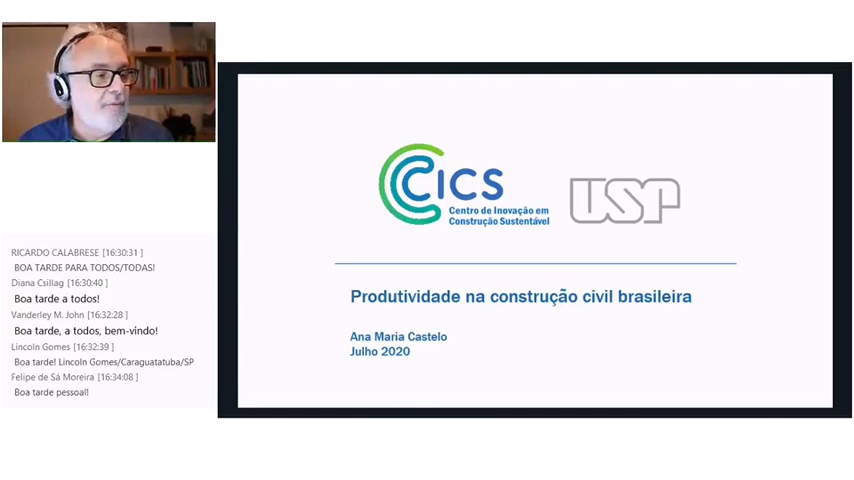 RICARDO CALABRESE [16:30:31 ]
BOA TARDE PARA TODOS/TODAS!
Diana Csillag [16:30:40 ]
Boa tarde a todos!
Vanderley M. John [16:32:28 ]
Boa tarde, a todos, bem-vindo!
Lincoln Gomes [16:32:39 ]
Boa tarde! Lincoln Gomes/Caraguatatuba/SP
Felipe de Sá Moreira [16:34:08 ]
Boa tarde pessoal!
CICS
Centro de Inovação em
Construção Sustentável
USP
Produtividade na construção civil brasileira
Ana Maria Castelo
Julho 2020